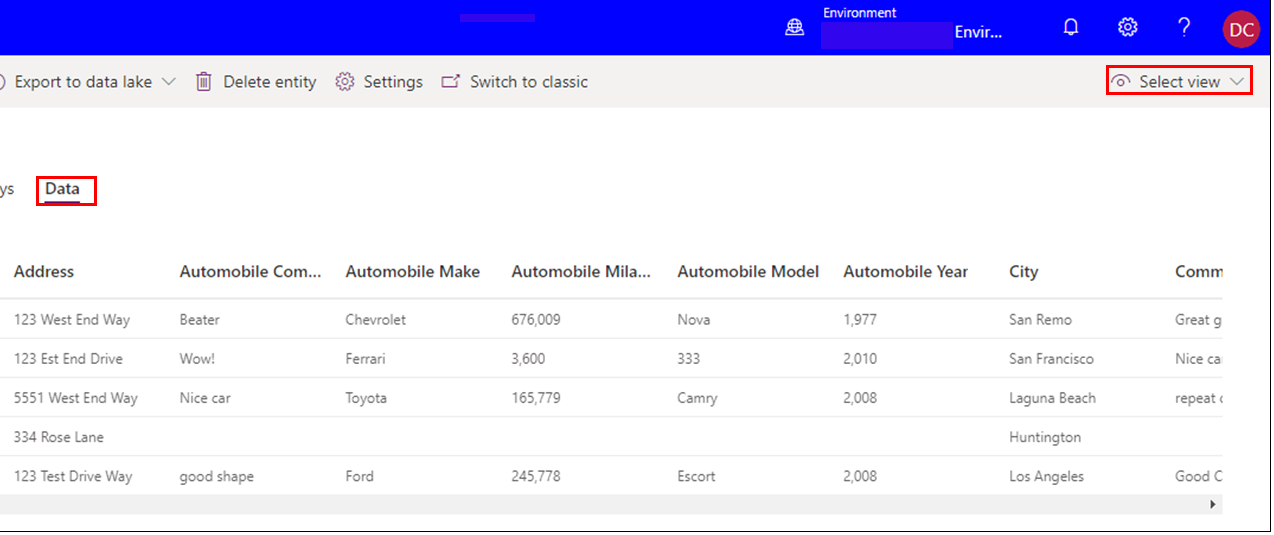 Environment
Envir...
DC
Export to data lake
Delete entity
Settings
Switch to classic
Select view
ys
Data
Address Automobile Com... Automobile Make Automobile Mila... Automobile Model Automobile Year City Comm
123 West End Way Beater Chevrolet 676,009 Nova 1,977 San Remo Great g
123 Est End Drive Wow! Ferrari 3,600 333 2,010 San Francisco Nice ca
5551 West End Way Nice car Toyota 165,779 Camry 2,008 Laguna Beach repeat
334 Rose Lane Huntington
123 Test Drive Way good shape Ford 245,778 Escort 2,008 Los Angeles Good C